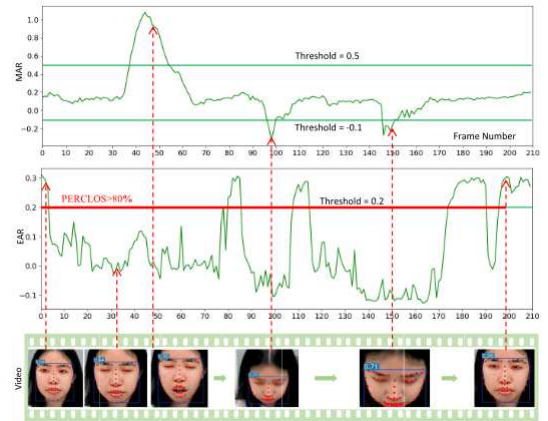 1.0
0.8
0.6
0.4
0.2
0.0
−0.2
MAR
Threshold = 0.5
Threshold = -0.1
Frame Number
0 10 20 30 40 50 60 70 80 90 100 110 120 130 140 150 160 170 180 190 200 210
0.3
0.2
0.1
0.0
−0.1
EAR
PERCLOS>80%
Threshold = 0.2
0 10 20 30 40 50 60 70 80 90 100 110 120 130 140 150 160 170 180 190 200 210
Video
0.71